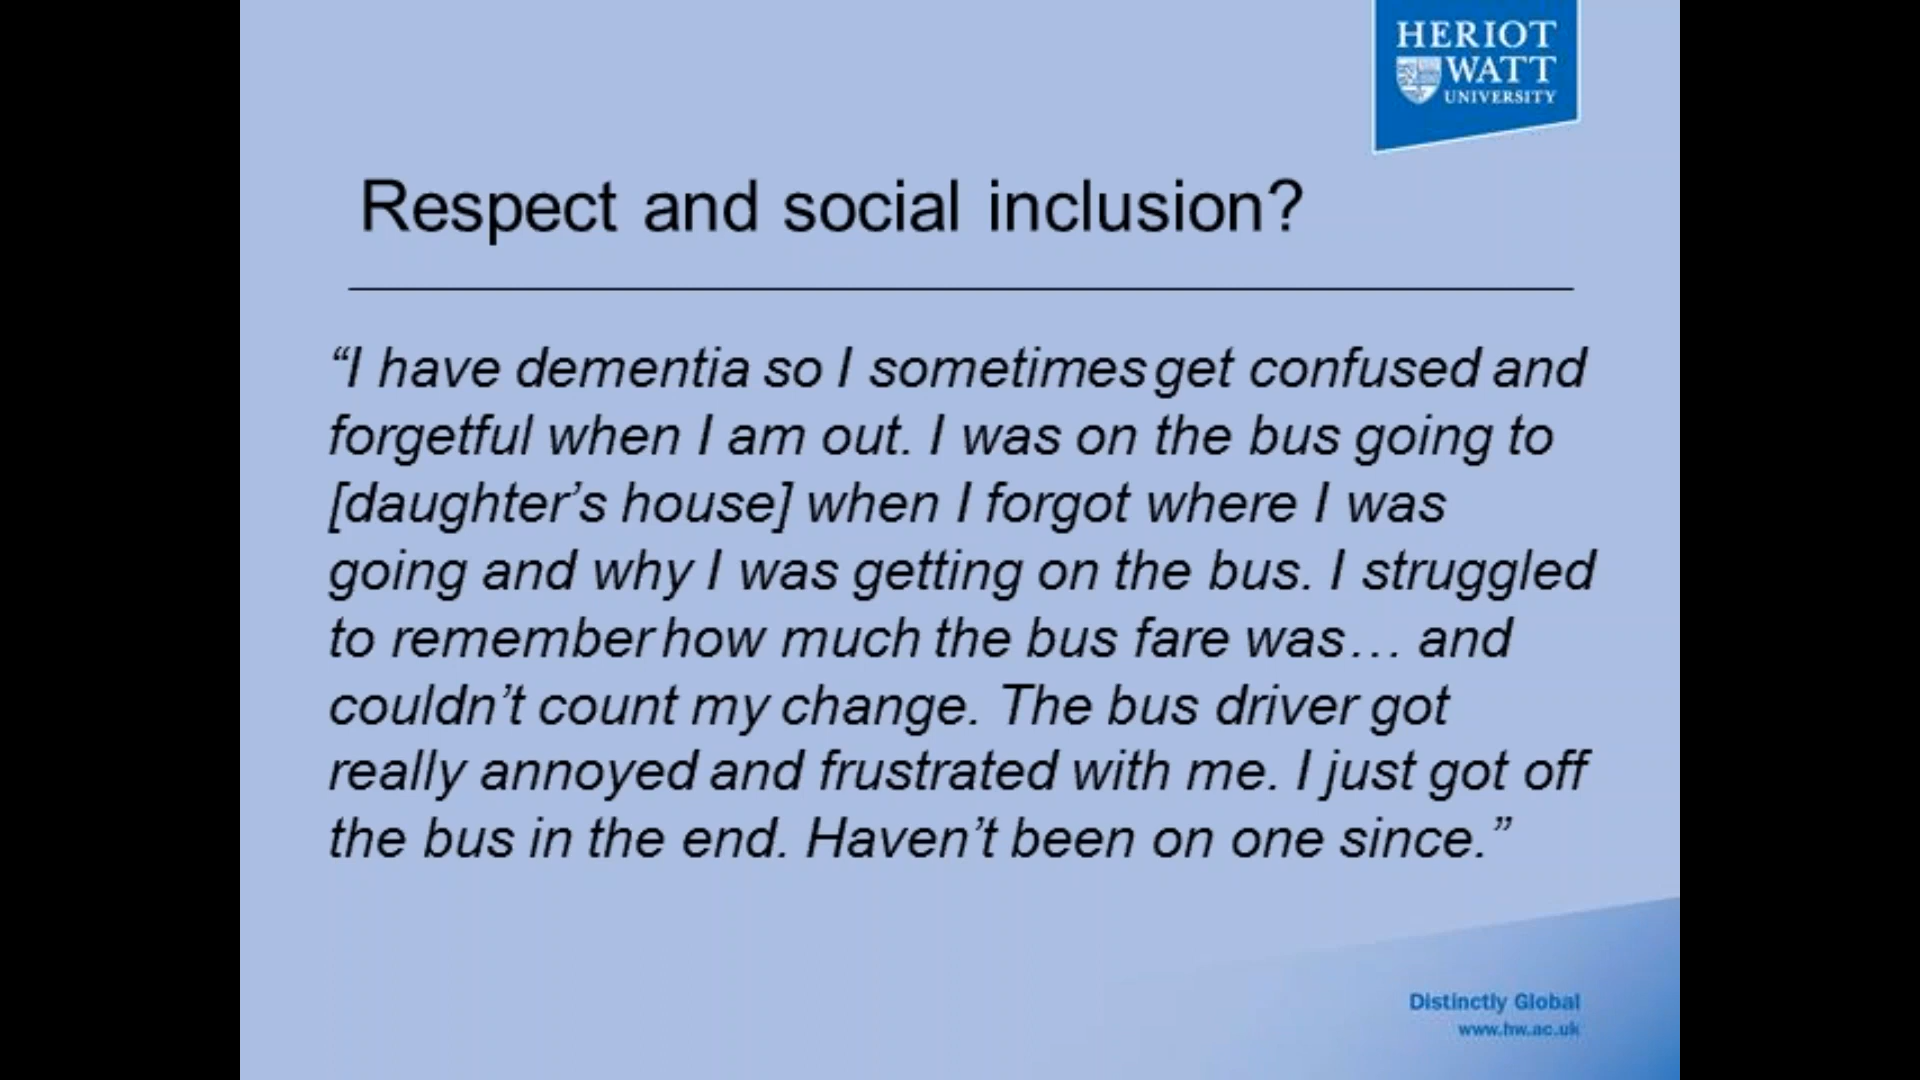 HERIOT
WATT
UNIVERSITY
Respect and social inclusion?
“I have dementia so I sometimes get confused and
forgetful when I am out. I was on the bus going to
[daughter’s house] when I forgot where I was
going and why I was getting on the bus. I struggled
to remember how much the bus fare was… and
couldn’t count my change. The bus driver got
really annoyed and frustrated with me. I just got off
the bus in the end. Haven’t been on one since.”
Distinctly Global
www.hw.ac.uk